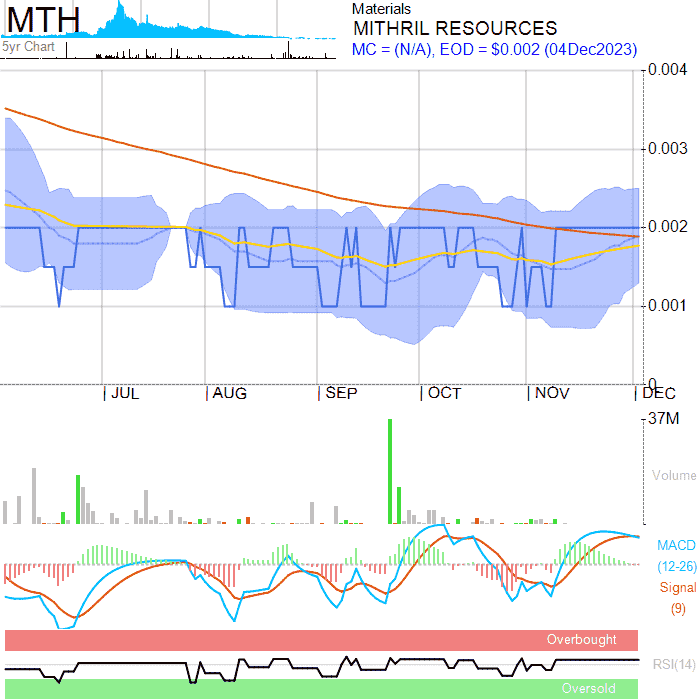 MTH
Materials
MITHRIL RESOURCES
5yr Chart
MC = (N/A), EOD = $0.002 (04Dec2023)
0.004
0.003
0.002
0.001
0
JUL AUG SEP OCT NOV DEC
37M
Volume
MACD
(12-26)
Signal
(9)
Overbought
RSI(14)
Oversold